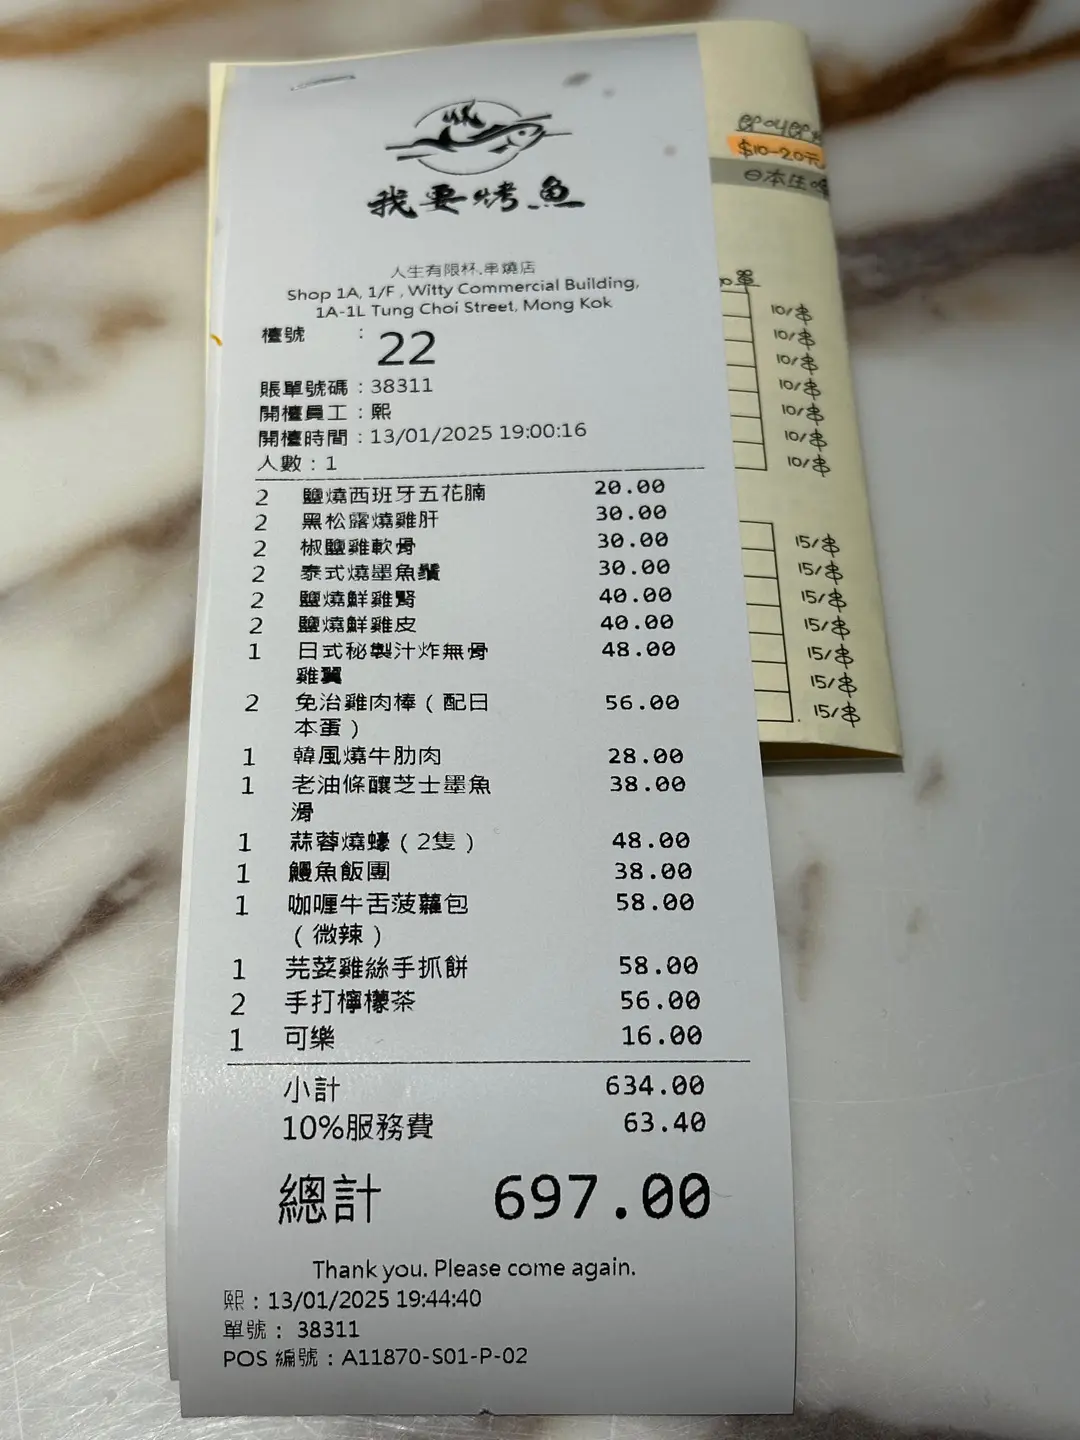 我要烤魚
人生有限杯.串燒店
Shop 1A, 1/F , Witty Commercial Building,
1A-1L Tung Choi Street, Mong Kok
檯號 : 22
賬單號碼 : 38311
開檯員工 : 熙
開檯時間 : 13/01/2025 19:00:16
人數 : 1
2 鹽燒西班牙五花腩 20.00
2 黑松露燒雞肝 30.00
2 椒鹽雞軟骨 30.00
2 泰式燒墨魚鬚 30.00
2 鹽燒鮮雞腎 40.00
2 鹽燒鮮雞皮 40.00
1 日式秘製汁炸無骨 48.00
雞翼
2 免治雞肉棒 ( 配日 56.00
本蛋 )
1 韓風燒牛肋肉 28.00
1 老油條釀芝士墨魚 38.00
滑
1 蒜蓉燒蠔 ( 2隻 ) 48.00
1 鰻魚飯團 38.00
1 咖喱牛舌菠蘿包 58.00
( 微辣 )
1 芫荽雞絲手抓餅 58.00
2 手打檸檬茶 56.00
1 可樂 16.00
小計 634.00
10%服務費 63.40
總計 697.00
Thank you. Please come again.
熙 : 13/01/2025 19:44:40
單號 : 38311
POS 編號 : A11870-S01-P-02
$10-20元
日本生
單
10/串
10/串
10/串
10/串
10/串
10/串
10/串
15/串
15/串
15/串
15/串
15/串
15/串
15/串